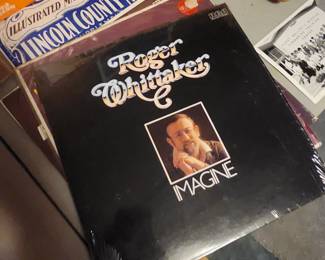 ILLUSTRATED M
LINCOLN COUNTY
Roger
Whittaker
IMAGINE